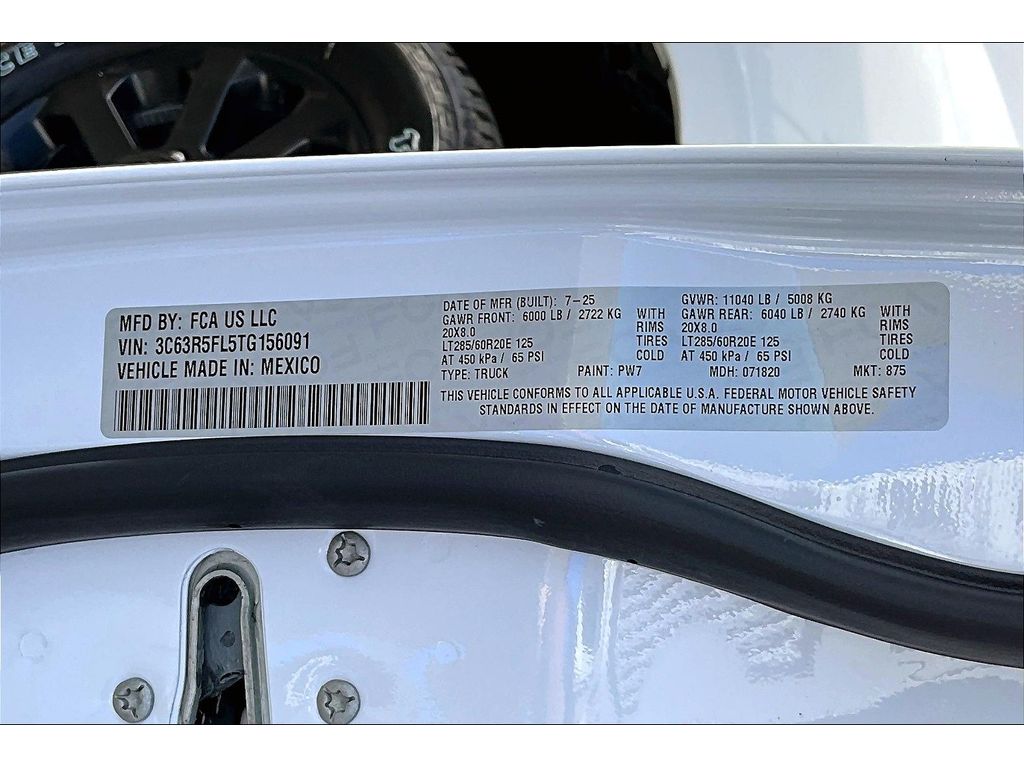 MFD BY: FCA US LLC
VIN: 3C63R5FL5TG156091
VEHICLE MADE IN: MEXICO
DATE OF MFR (BUILT): 7-25
GAWR FRONT: 6000 LB / 2722 KG WITH
20X8.0 RIMS
LT285/60R20E 125 TIRES
AT 450 kPa / 65 PSI COLD
TYPE: TRUCK PAINT: PW7
GVWR: 11040 LB / 5008 KG
GAWR REAR: 6040 LB / 2740 KG WITH
20X8.0 RIMS
LT285/60R20E 125 TIRES
AT 450 kPa / 65 PSI COLD
MDH: 071820 MKT: 875
THIS VEHICLE CONFORMS TO ALL APPLICABLE U.S.A. FEDERAL MOTOR VEHICLE SAFETY
STANDARDS IN EFFECT ON THE DATE OF MANUFACTURE SHOWN ABOVE.